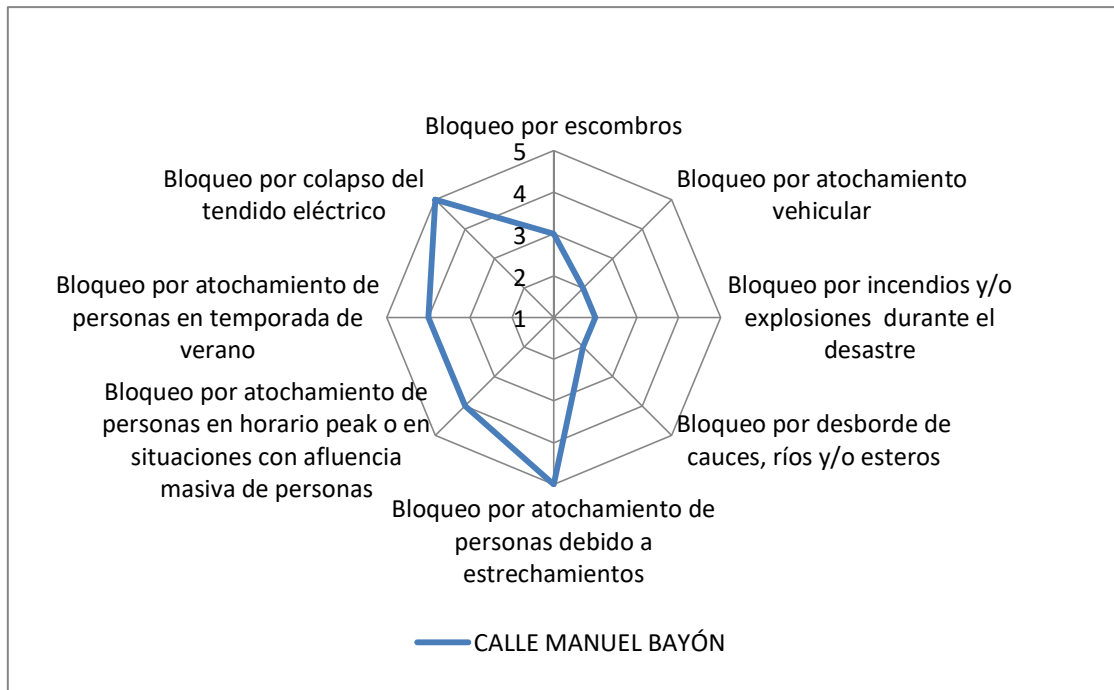 Bloqueo por escombros
5
4
3
2
1
Bloqueo por atochamiento
vehicular
Bloqueo por incendios y/o
explosiones durante el
desastre
Bloqueo por desborde de
cauces, ríos y/o esteros
Bloqueo por atochamiento de
personas debido a
estrechamientos
Bloqueo por atochamiento de
personas en horario peak o en
situaciones con afluencia
masiva de personas
Bloqueo por atochamiento de
personas en temporada de
verano
Bloqueo por colapso del
tendido eléctrico
CALLE MANUEL BAYÓN